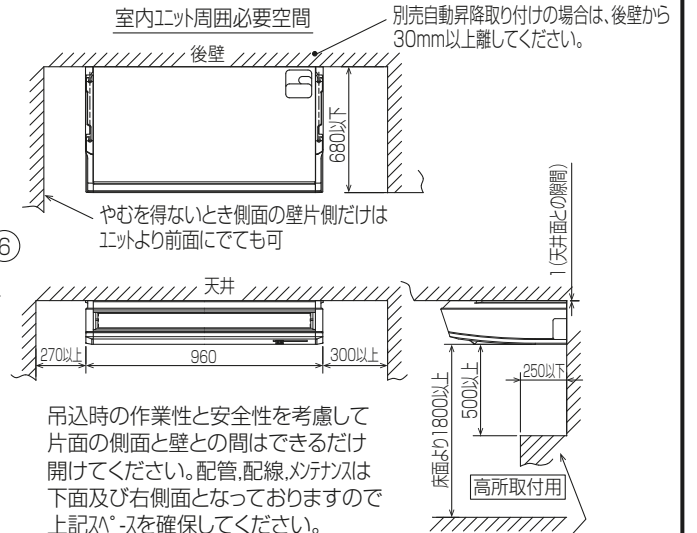 室内ユニット周囲必要空間
別売自動昇降取り付けの場合は、後壁から
30mm以上離してください。
後壁
680以下
やむを得ないとき側面の壁片側だけは
ユニットより前面にでても可
6
1(天井面との隙間)
天井
270以上
960
300以上
床面より1800以上
500以上
250以下
高所取付用
吊込時の作業性と安全性を考慮して
片面の側面と壁との間はできるだけ
開けてください。配管,配線,メンテナンスは
下面及び右側面となっておりますので
上記スペ-スを確保してください。